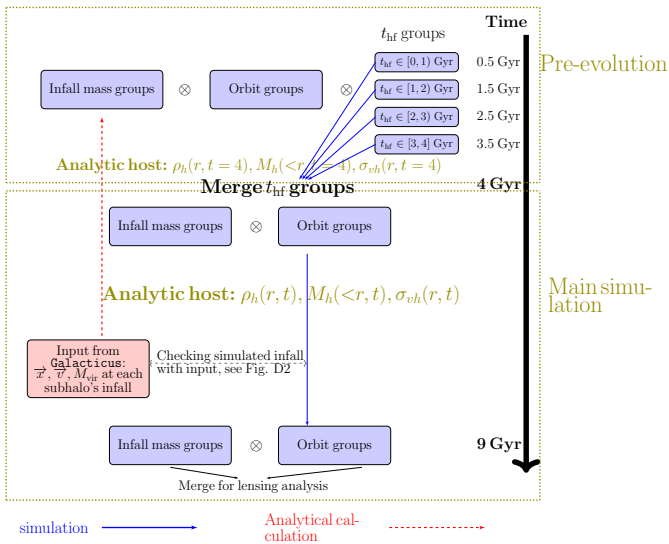 Time
t_hf groups
t_hf ∈ [0, 1) Gyr
0.5 Gyr
Pre-evolution
Infall mass groups ⊗ Orbit groups ⊗
t_hf ∈ [1, 2) Gyr
1.5 Gyr
t_hf ∈ [2, 3) Gyr
2.5 Gyr
t_hf ∈ [3, 4] Gyr
3.5 Gyr
Analytic host: ρ_h(r, t = 4), M_h(<r, t = 4), σ_vh(r, t = 4)
Merge t_hf groups
4 Gyr
Infall mass groups ⊗ Orbit groups
Analytic host: ρ_h(r, t), M_h(<r, t), σ_vh(r, t)
Main simu-
lation
Input from
Galacticus:
x⃗, v⃗, M_vir at each
subhalo's infall
Checking simulated infall
with input, see Fig. D2
Infall mass groups ⊗ Orbit groups
9 Gyr
Merge for lensing analysis
simulation
Analytical cal-
culation